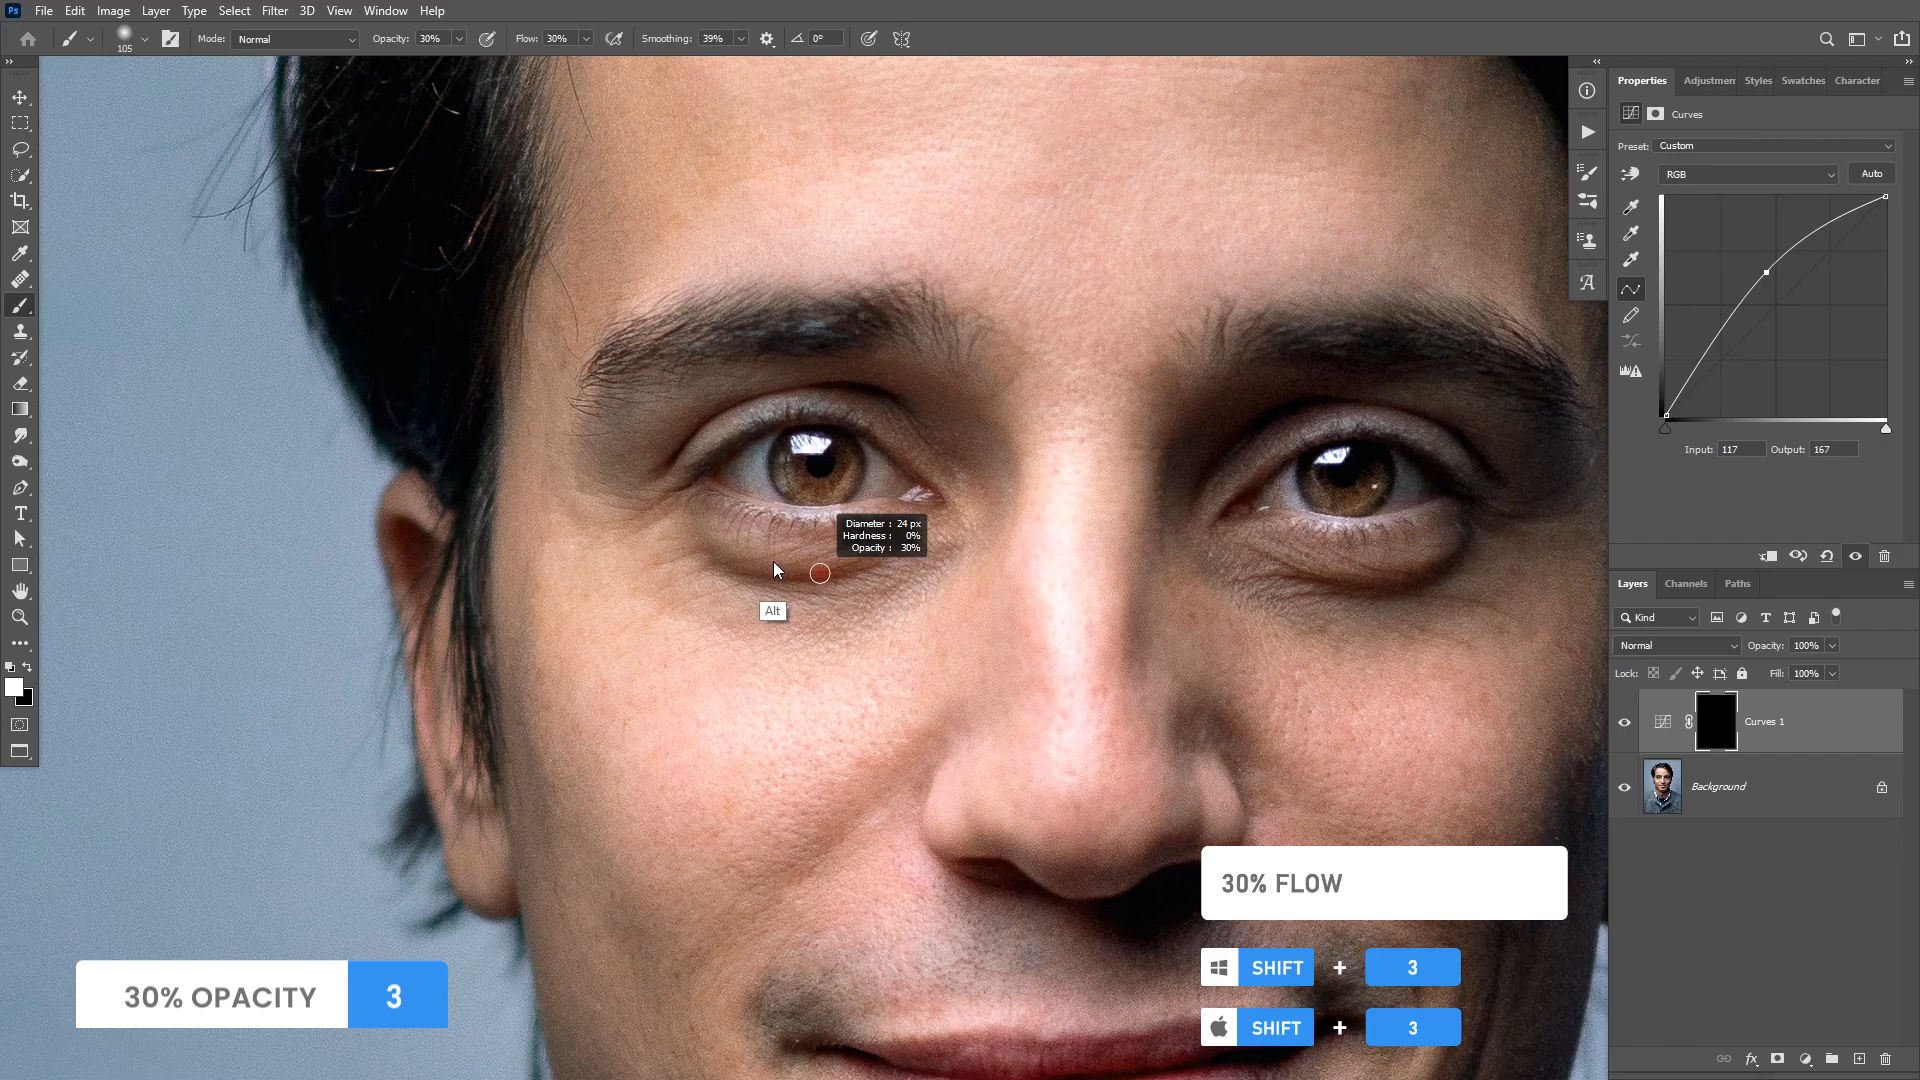 Ps File Edit Image Layer Type Select Filter 3D View Window Help
105 Mode: Normal Opacity: 30% Flow: 30% Smoothing: 39% 0°
Properties Adjustmen Styles Swatches Character
Curves
Preset: Custom
RGB Auto
Input: 117 Output: 167
Diameter : 24 px
Hardness : 0%
Opacity : 30%
Alt
Layers Channels Paths
Kind
Normal Opacity: 100%
Lock: Fill: 100%
Curves 1
Background
30% FLOW
SHIFT + 3
SHIFT + 3
30% OPACITY 3